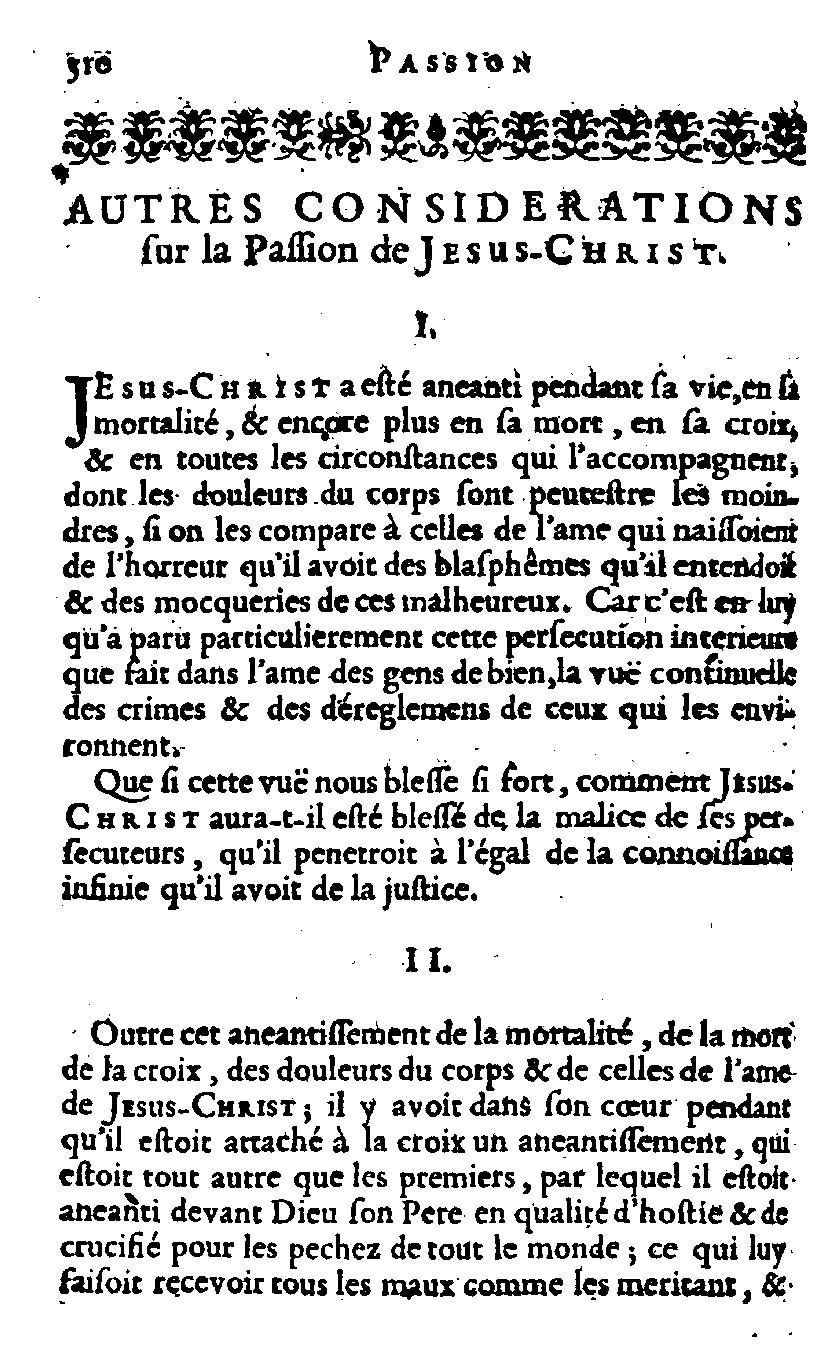 510 PASSION
AUTRES CONSIDERATIONS
ſur la Paſſion de JESUS-CHRIST.
I.
JESUS-CHRIST a eſté aneanti pendant ſa vie, en ſa
mortalité, & encore plus en ſa mort, en ſa croix,
& en toutes les circonſtances qui l'accompagnent,
dont les douleurs du corps ſont peuteſtre les moin-
dres, ſi on les compare à celles de l'ame qui naiſſoient
de l'horreur qu'il avoit des blaſphêmes qu'il entendoit
& des mocqueries de ces malheureux. Car c'eſt en luy
qu'a paru particulierement cette perſecution interieure
que fait dans l'ame des gens de bien, la vuë continuelle
des crimes & des déreglemens de ceux qui les envi-
ronnent.
Que ſi cette vuë nous bleſſe ſi fort, comment JESUS-
CHRIST aura-t-il eſté bleſſé de la malice de ſes per-
ſecuteurs, qu'il penetroit à l'égal de la connoiſſance
infinie qu'il avoit de la juſtice.
II.
Outre cet aneantiſſement de la mortalité, de la mort
de la croix, des douleurs du corps & de celles de l'ame
de JESUS-CHRIST; il y avoit dans ſon cœur pendant
qu'il eſtoit attaché à la croix un aneantiſſement, qui
eſtoit tout autre que les premiers, par lequel il eſtoit
aneanti devant Dieu ſon Pere en qualité d'hoſtie & de
crucifié pour les pechez de tout le monde; ce qui luy
faiſoit recevoir tous les maux comme les meritant, &